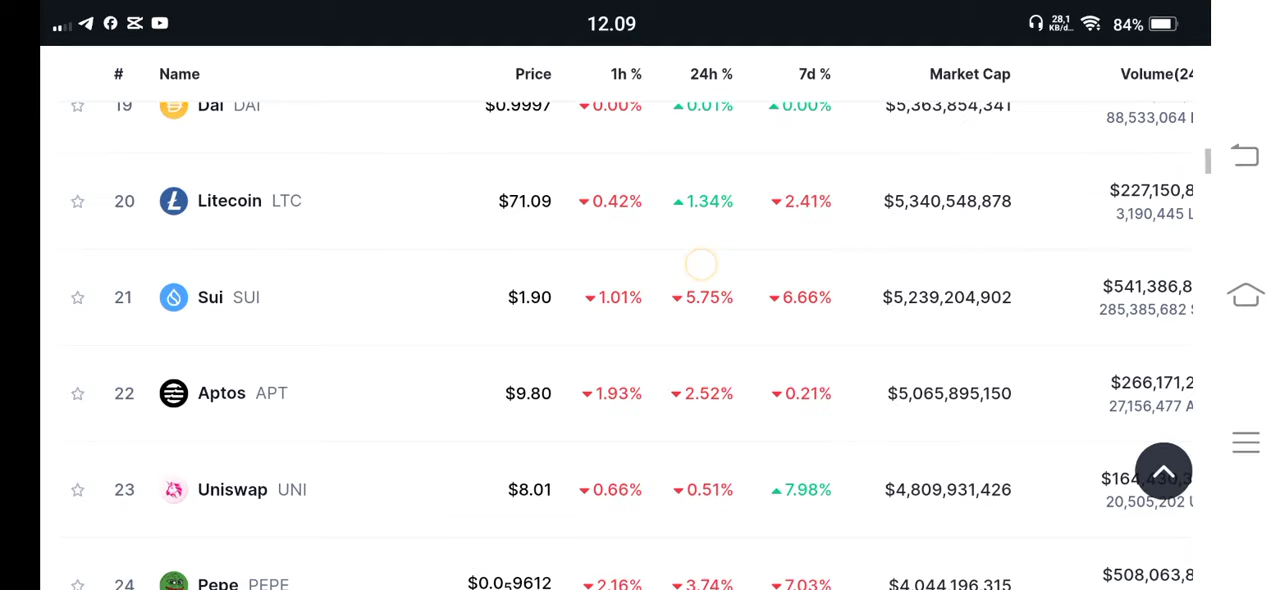 12.09 28,1 KB/d... 84%
# Name Price 1h % 24h % 7d % Market Cap Volume(24
19 Dai DAI $0.9997 0.00% 0.01% 0.00% $5,363,854,341
88,533,064
20 Litecoin LTC $71.09 0.42% 1.34% 2.41% $5,340,548,878 $227,150,8
3,190,445 L
21 Sui SUI $1.90 1.01% 5.75% 6.66% $5,239,204,902 $541,386,8
285,385,682 S
22 Aptos APT $9.80 1.93% 2.52% 0.21% $5,065,895,150 $266,171,2
27,156,477 A
23 Uniswap UNI $8.01 0.66% 0.51% 7.98% $4,809,931,426 $164,430,3
20,505,202 U
24 Pepe PEPE $0.0₅9612 2.16% 3.74% 7.03% $4,044,196,315 $508,063,8